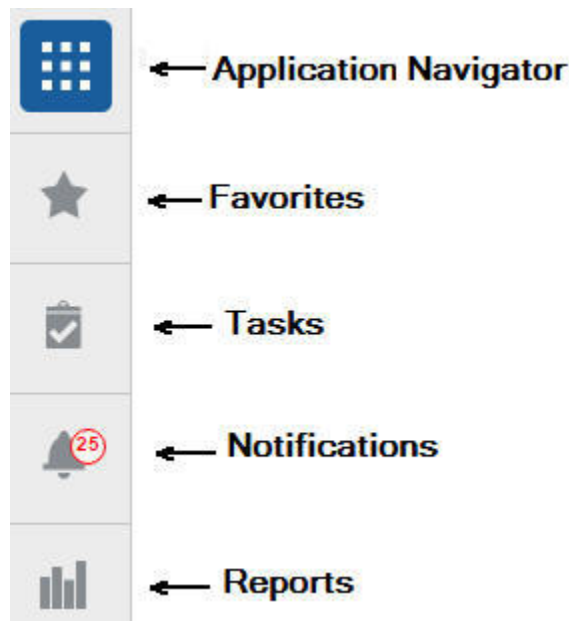 Application Navigator
Favorites
Tasks
25
Notifications
Reports